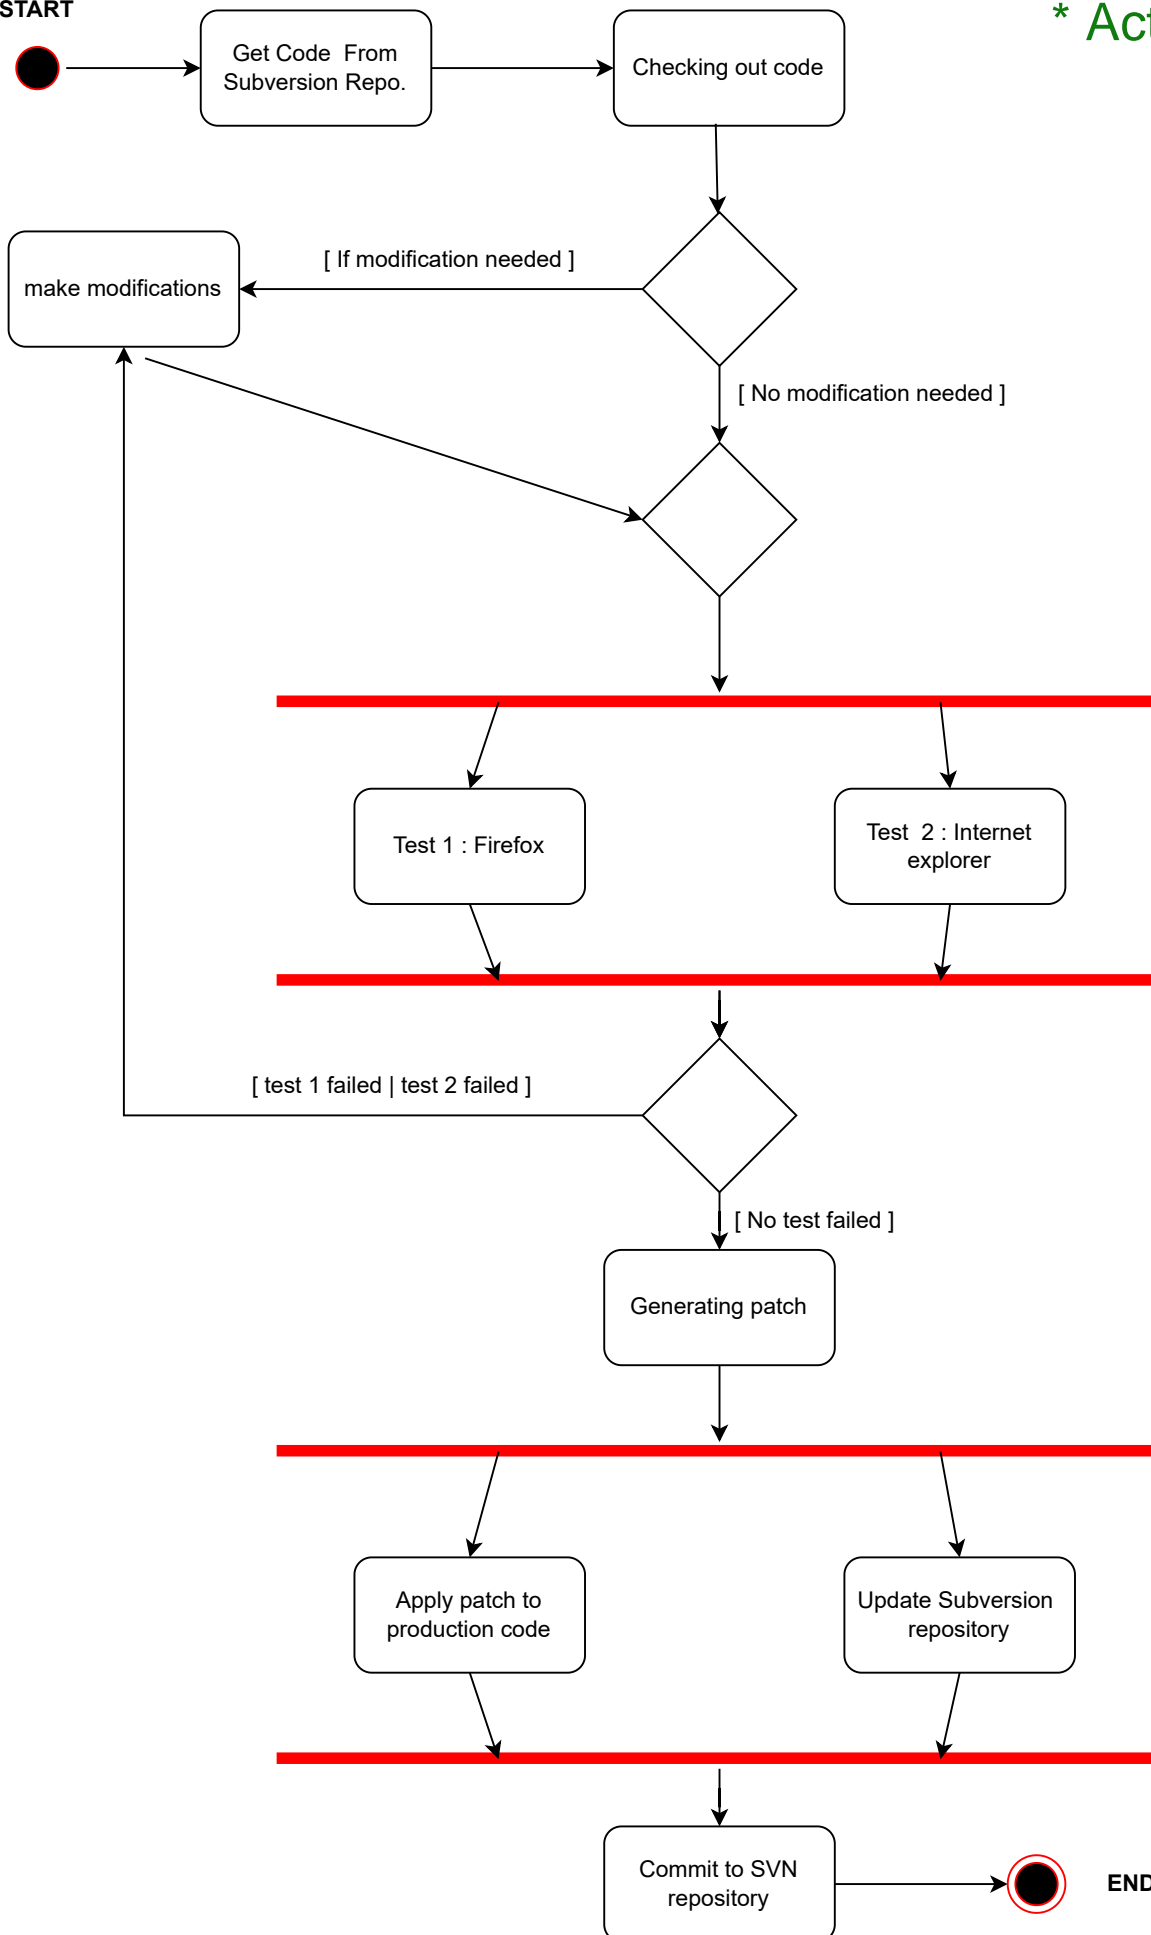 START
* Act
Get Code From
Subversion Repo.
Checking out code
[ If modification needed ]
make modifications
[ No modification needed ]
Test 1 : Firefox
Test 2 : Internet
explorer
[ test 1 failed | test 2 failed ]
[ No test failed ]
Generating patch
Apply patch to
production code
Update Subversion
repository
Commit to SVN
repository
END